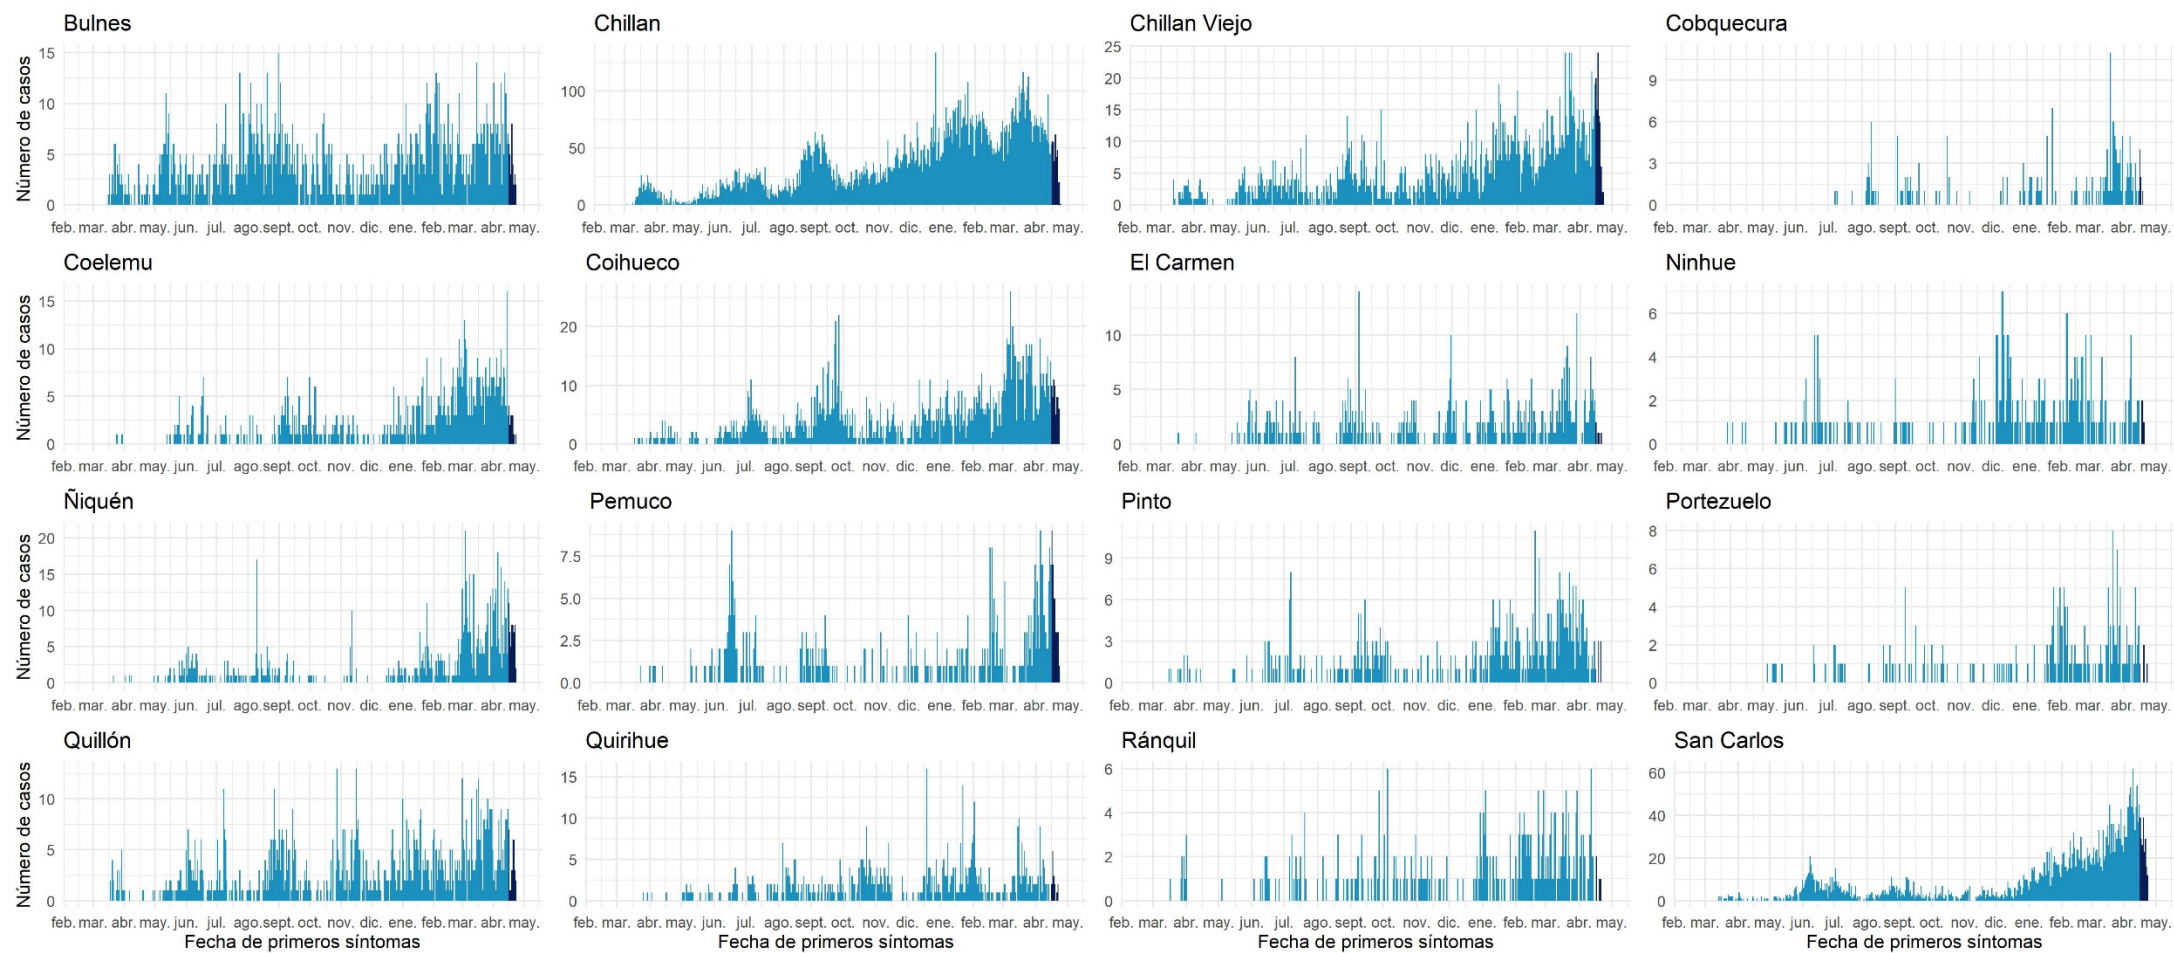 Bulnes
Chillan
Chillan Viejo
Cobquecura
Número de casos
15
10
5
0
100
50
0
25
20
15
10
5
0
9
6
3
0
feb. mar. abr. may. jun. jul. ago. sept. oct. nov. dic. ene. feb. mar. abr. may.
feb. mar. abr. may. jun. jul. ago. sept. oct. nov. dic. ene. feb. mar. abr. may.
feb. mar. abr. may. jun. jul. ago. sept. oct. nov. dic. ene. feb. mar. abr. may.
feb. mar. abr. may. jun. jul. ago. sept. oct. nov. dic. ene. feb. mar. abr. may.
Coelemu
Coihueco
El Carmen
Ninhue
Número de casos
15
10
5
0
20
10
0
10
5
0
6
4
2
0
feb. mar. abr. may. jun. jul. ago. sept. oct. nov. dic. ene. feb. mar. abr. may.
feb. mar. abr. may. jun. jul. ago. sept. oct. nov. dic. ene. feb. mar. abr. may.
feb. mar. abr. may. jun. jul. ago. sept. oct. nov. dic. ene. feb. mar. abr. may.
feb. mar. abr. may. jun. jul. ago. sept. oct. nov. dic. ene. feb. mar. abr. may.
Ñiquén
Pemuco
Pinto
Portezuelo
Número de casos
20
15
10
5
0
7.5
5.0
2.5
0.0
9
6
3
0
8
6
4
2
0
feb. mar. abr. may. jun. jul. ago. sept. oct. nov. dic. ene. feb. mar. abr. may.
feb. mar. abr. may. jun. jul. ago. sept. oct. nov. dic. ene. feb. mar. abr. may.
feb. mar. abr. may. jun. jul. ago. sept. oct. nov. dic. ene. feb. mar. abr. may.
feb. mar. abr. may. jun. jul. ago. sept. oct. nov. dic. ene. feb. mar. abr. may.
Quillón
Quirihue
Ránquil
San Carlos
Número de casos
10
5
0
15
10
5
0
6
4
2
0
60
40
20
0
feb. mar. abr. may. jun. jul. ago. sept. oct. nov. dic. ene. feb. mar. abr. may.
feb. mar. abr. may. jun. jul. ago. sept. oct. nov. dic. ene. feb. mar. abr. may.
feb. mar. abr. may. jun. jul. ago. sept. oct. nov. dic. ene. feb. mar. abr. may.
feb. mar. abr. may. jun. jul. ago. sept. oct. nov. dic. ene. feb. mar. abr. may.
Fecha de primeros síntomas
Fecha de primeros síntomas
Fecha de primeros síntomas
Fecha de primeros síntomas